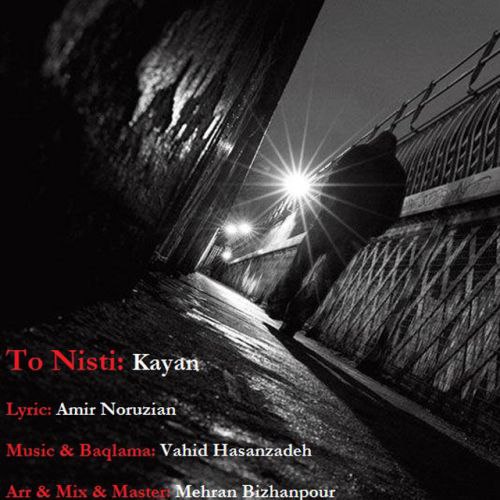 To Nisti: Kayan
Lyric: Amir Noruzian
Music & Baqlama: Vahid Hasanzadeh
Arr & Mix & Master: Mehran Bizhanpour